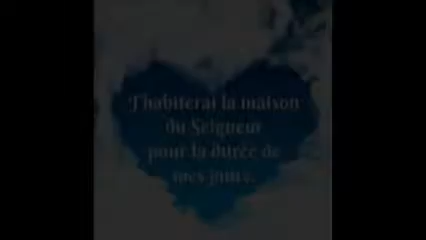 J'habiterai la maison
du Seigneur
pour la durée de
mes jours.